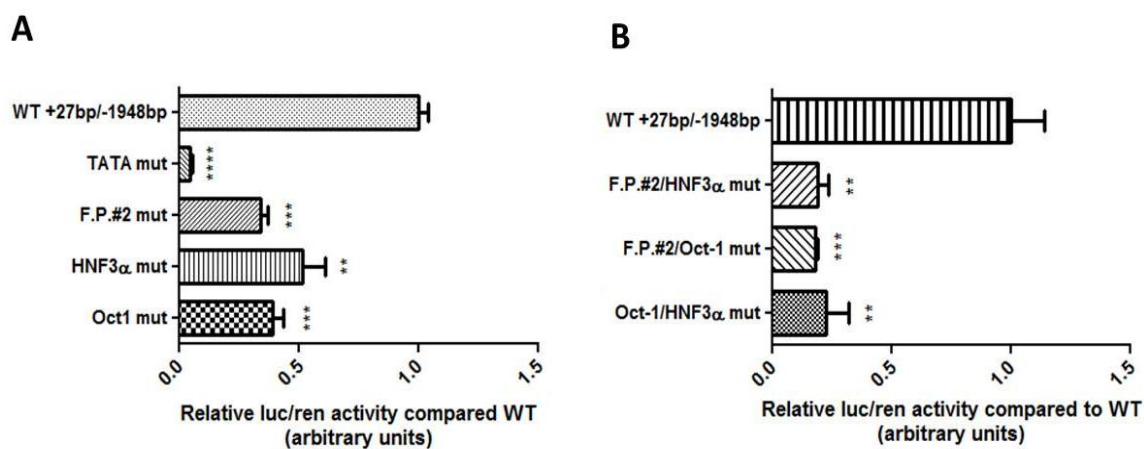 A
WT +27bp/-1948bp
TATA mut
****
F.P.#2 mut
***
HNF3α mut
**
Oct1 mut
***
0.0
0.5
1.0
1.5
Relative luc/ren activity compared WT
(arbitrary units)
B
WT +27bp/-1948bp
F.P.#2/HNF3α mut
**
F.P.#2/Oct-1 mut
***
Oct-1/HNF3α mut
**
0.0
0.5
1.0
1.5
Relative luc/ren activity compared to WT
(arbitrary units)